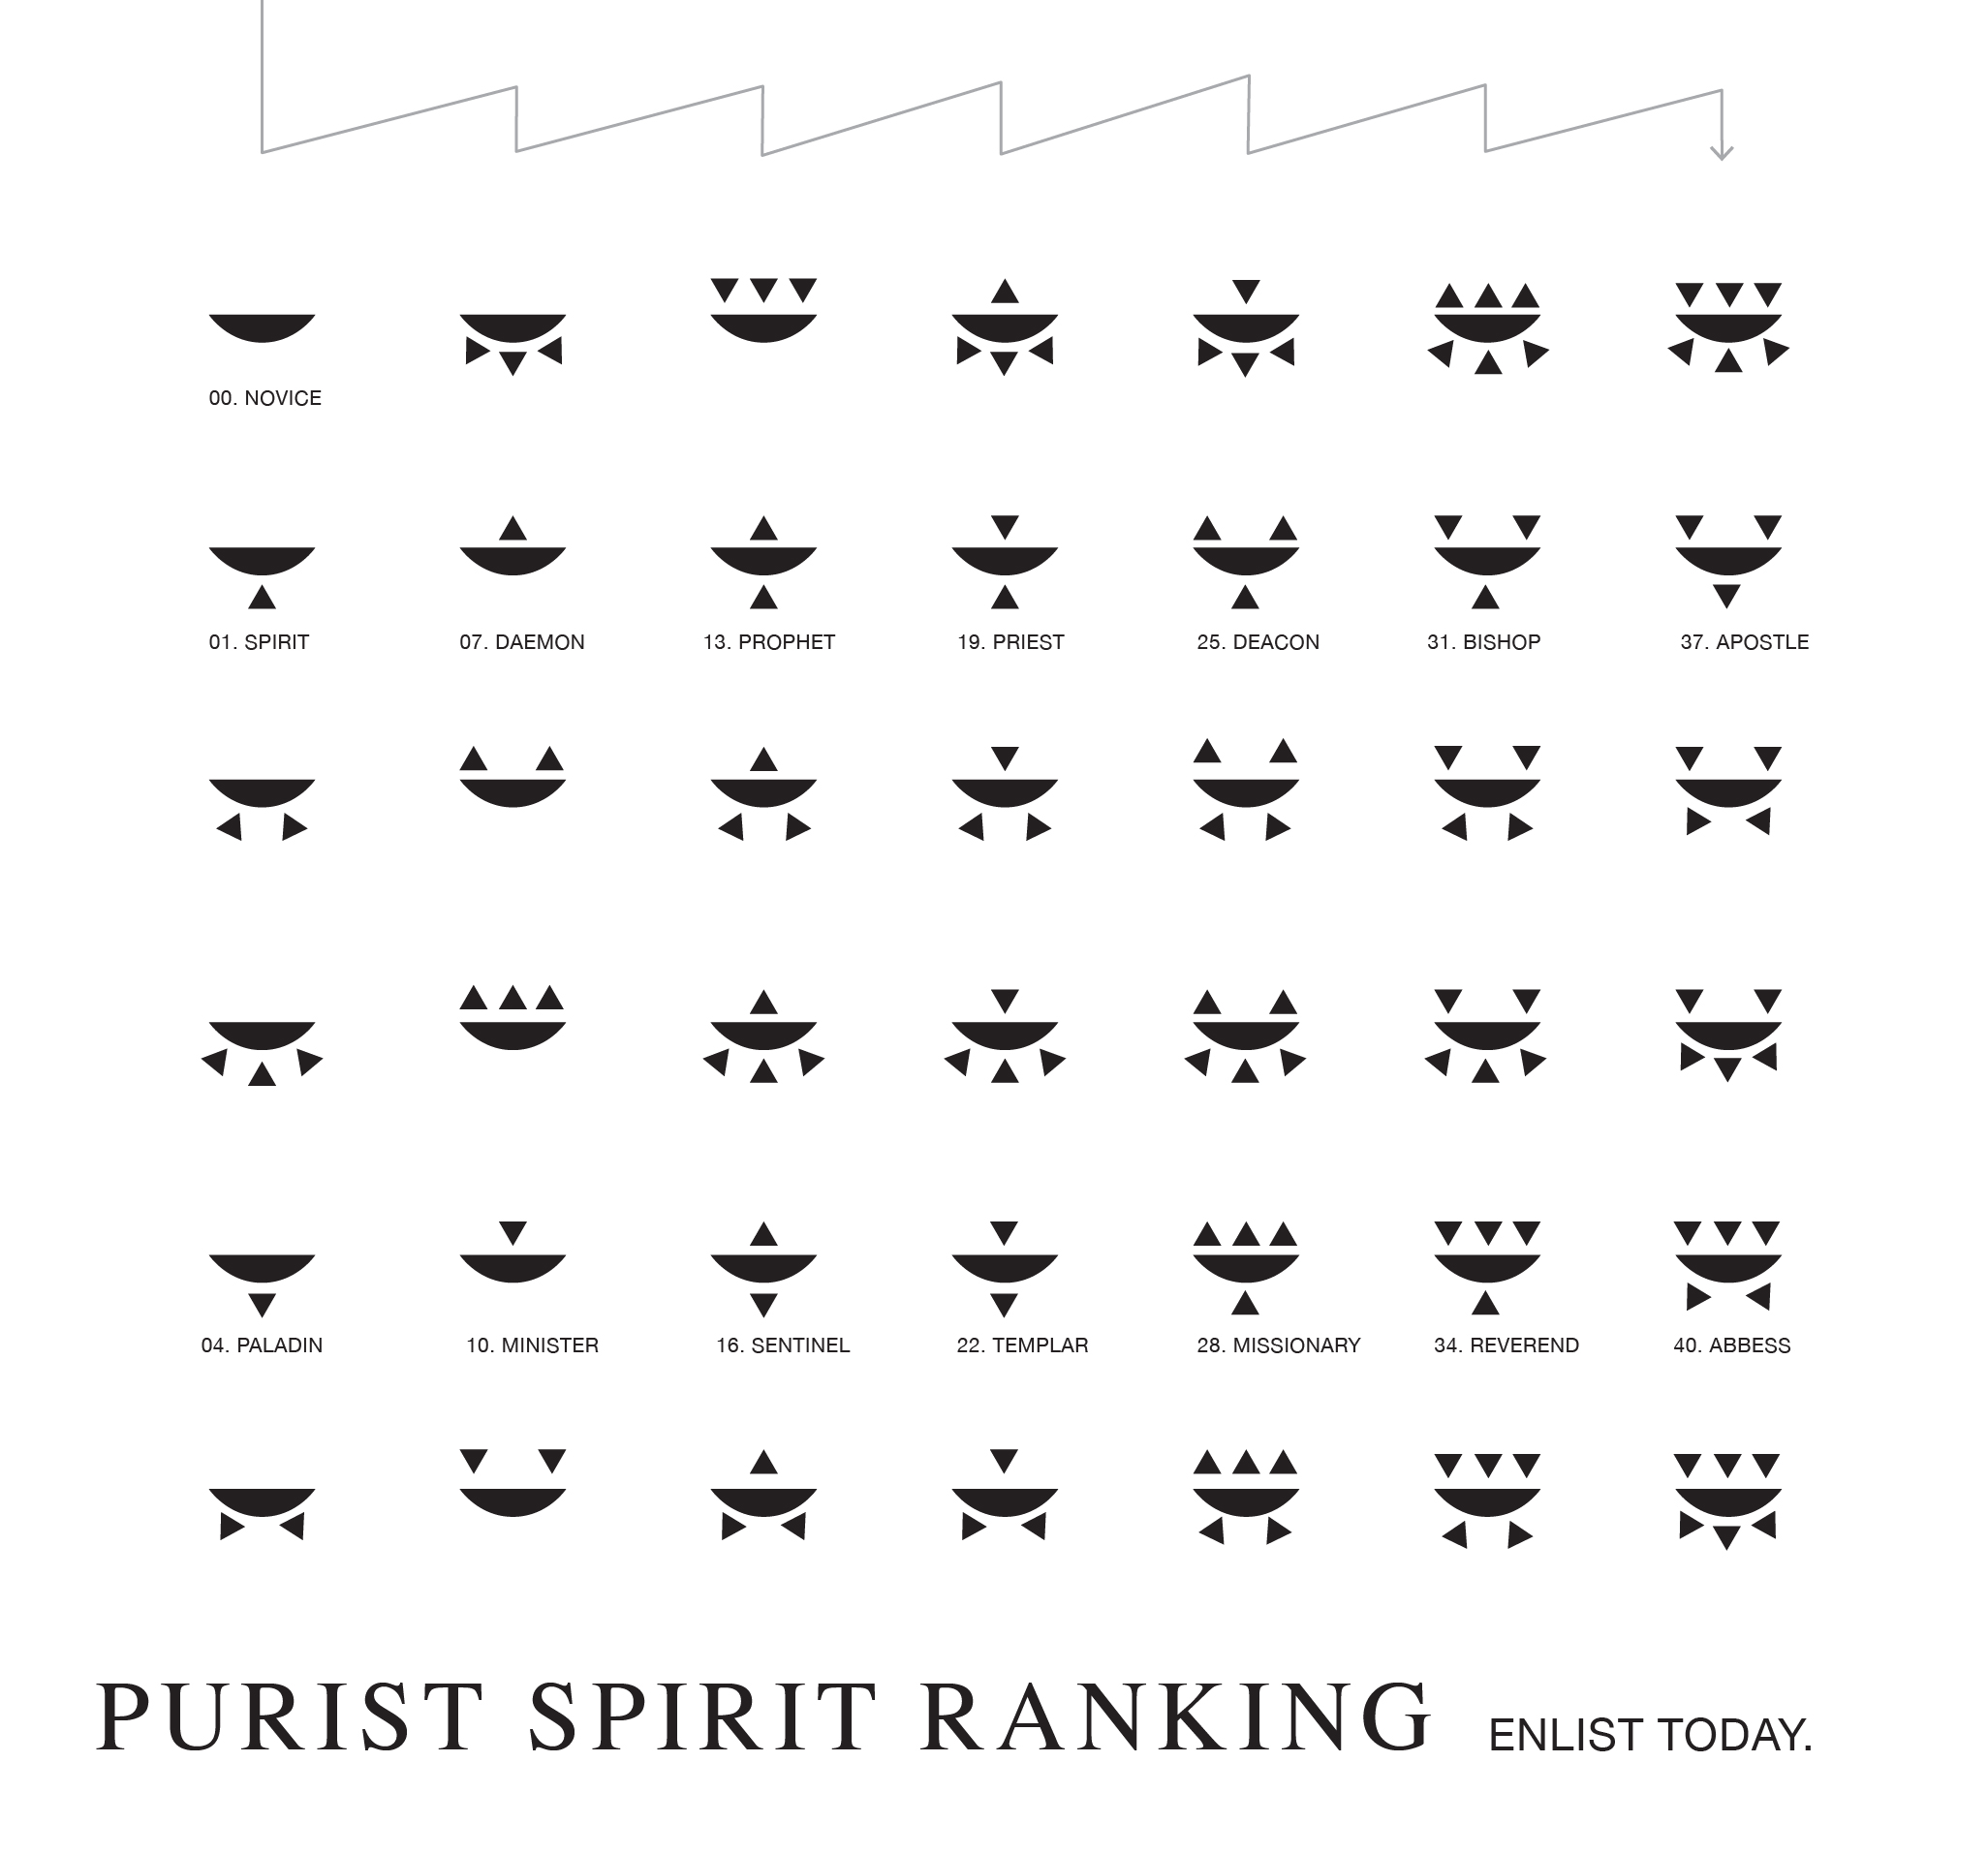 00. NOVICE
01. SPIRIT 07. DAEMON 13. PROPHET 19. PRIEST 25. DEACON 31. BISHOP 37. APOSTLE
04. PALADIN 10. MINISTER 16. SENTINEL 22. TEMPLAR 28. MISSIONARY 34. REVEREND 40. ABBESS
PURIST SPIRIT RANKING ENLIST TODAY.